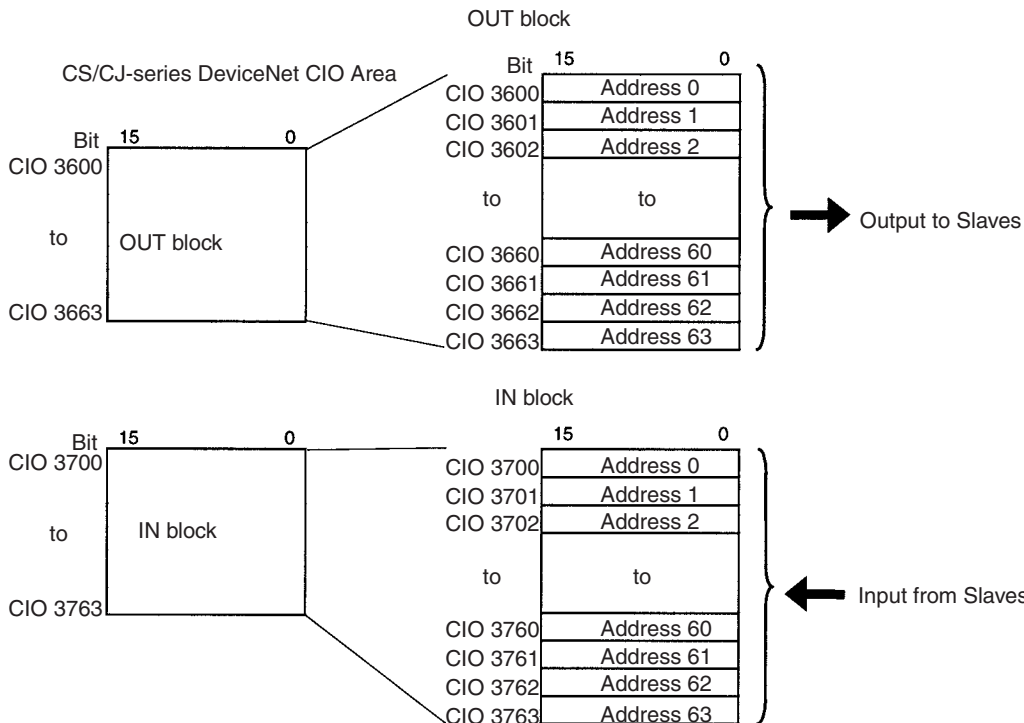 OUT block
CS/CJ-series DeviceNet CIO Area
Bit 15 0
CIO 3600
to
CIO 3663
OUT block
Bit 15 0
CIO 3600 Address 0
CIO 3601 Address 1
CIO 3602 Address 2
to to
CIO 3660 Address 60
CIO 3661 Address 61
CIO 3662 Address 62
CIO 3663 Address 63
Output to Slaves
IN block
Bit 15 0
CIO 3700
to
CIO 3763
IN block
15 0
CIO 3700 Address 0
CIO 3701 Address 1
CIO 3702 Address 2
to to
CIO 3760 Address 60
CIO 3761 Address 61
CIO 3762 Address 62
CIO 3763 Address 63
Input from Slaves